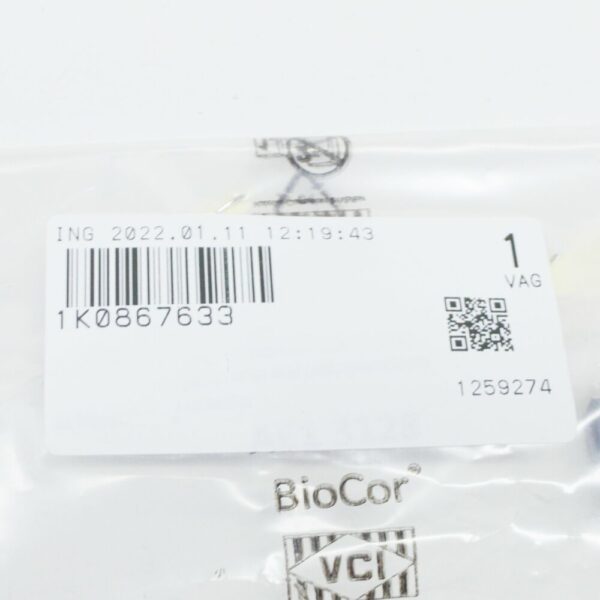 ING 2022.01.11 12:19:43
1
VAG
1K0867633
1259274
BioCor®
VCI